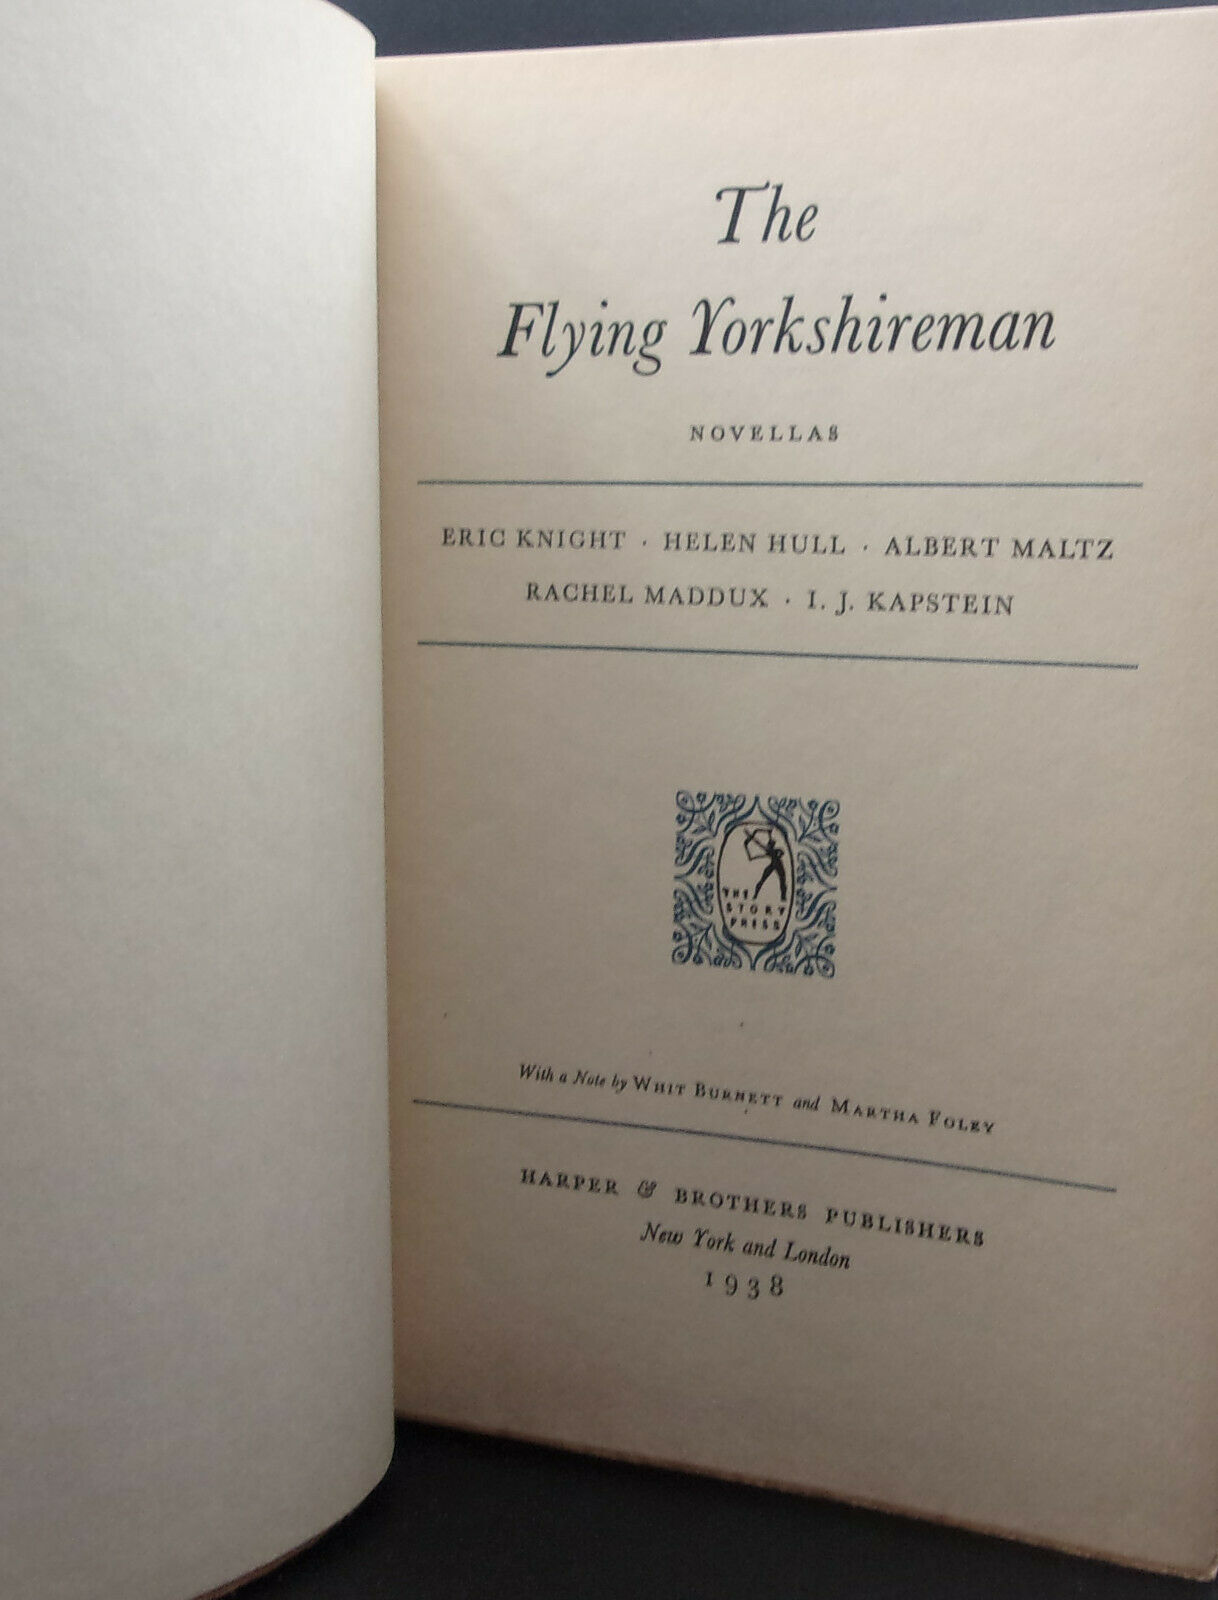 The
Flying Yorkshireman
NOVELLAS
ERIC KNIGHT · HELEN HULL · ALBERT MALTZ
RACHEL MADDUX · I. J. KAPSTEIN
THE
STORY
PRESS
With a Note by WHIT BURNETT and MARTHA FOLEY
HARPER & BROTHERS PUBLISHERS
New York and London
1938